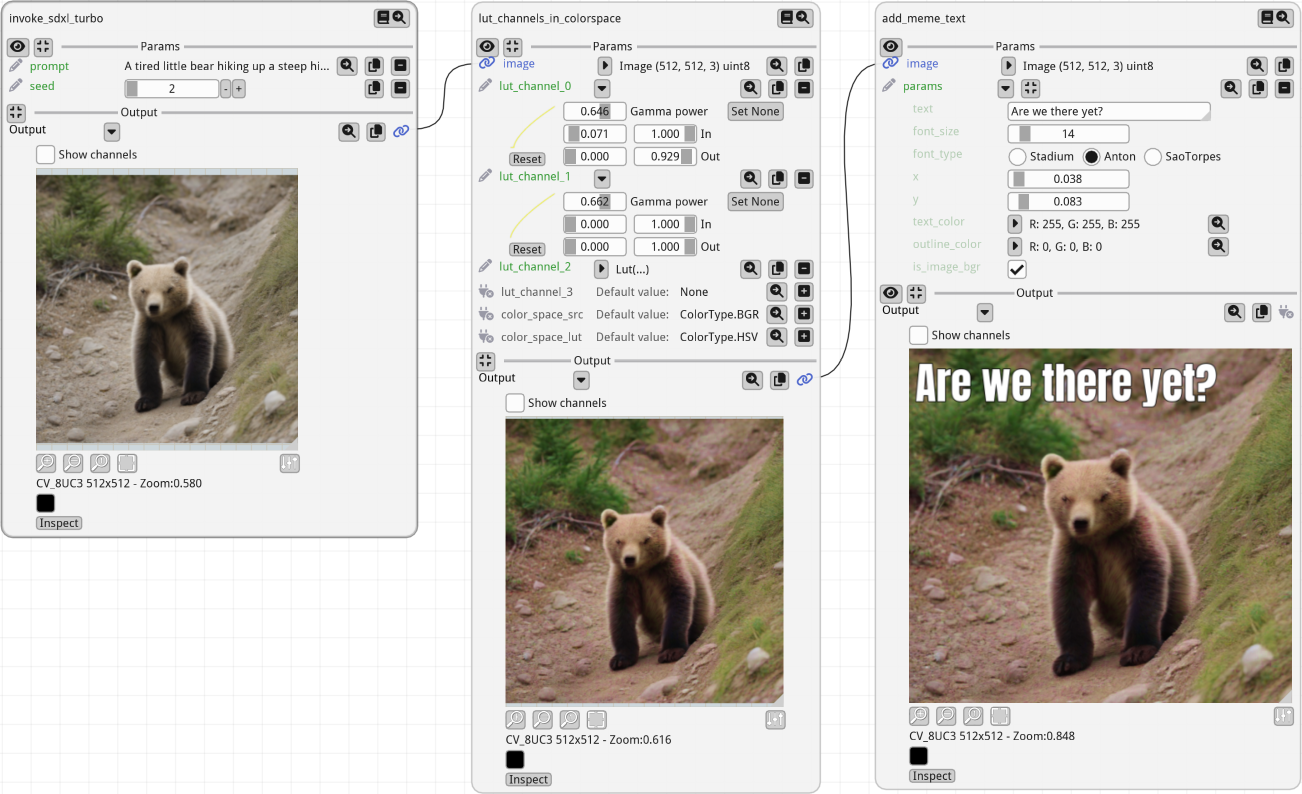 invoke_sdxl_turbo
Params
prompt A tired little bear hiking up a steep hi...
seed 2 - +
Output
Output
Show channels
CV_8UC3 512x512 - Zoom:0.580
Inspect
lut_channels_in_colorspace
Params
image Image (512, 512, 3) uint8
lut_channel_0
0.646 Gamma power Set None
0.071 1.000 In
Reset 0.000 0.929 Out
lut_channel_1
0.662 Gamma power Set None
0.000 1.000 In
Reset 0.000 1.000 Out
lut_channel_2 Lut(...)
lut_channel_3 Default value: None
color_space_src Default value: ColorType.BGR
color_space_lut Default value: ColorType.HSV
Output
Output
Show channels
CV_8UC3 512x512 - Zoom:0.616
Inspect
add_meme_text
Params
image Image (512, 512, 3) uint8
params
text Are we there yet?
font_size 14
font_type Stadium Anton SaoTorpes
x 0.038
y 0.083
text_color R: 255, G: 255, B: 255
outline_color R: 0, G: 0, B: 0
is_image_bgr
Output
Output
Show channels
Are we there yet?
CV_8UC3 512x512 - Zoom:0.848
Inspect